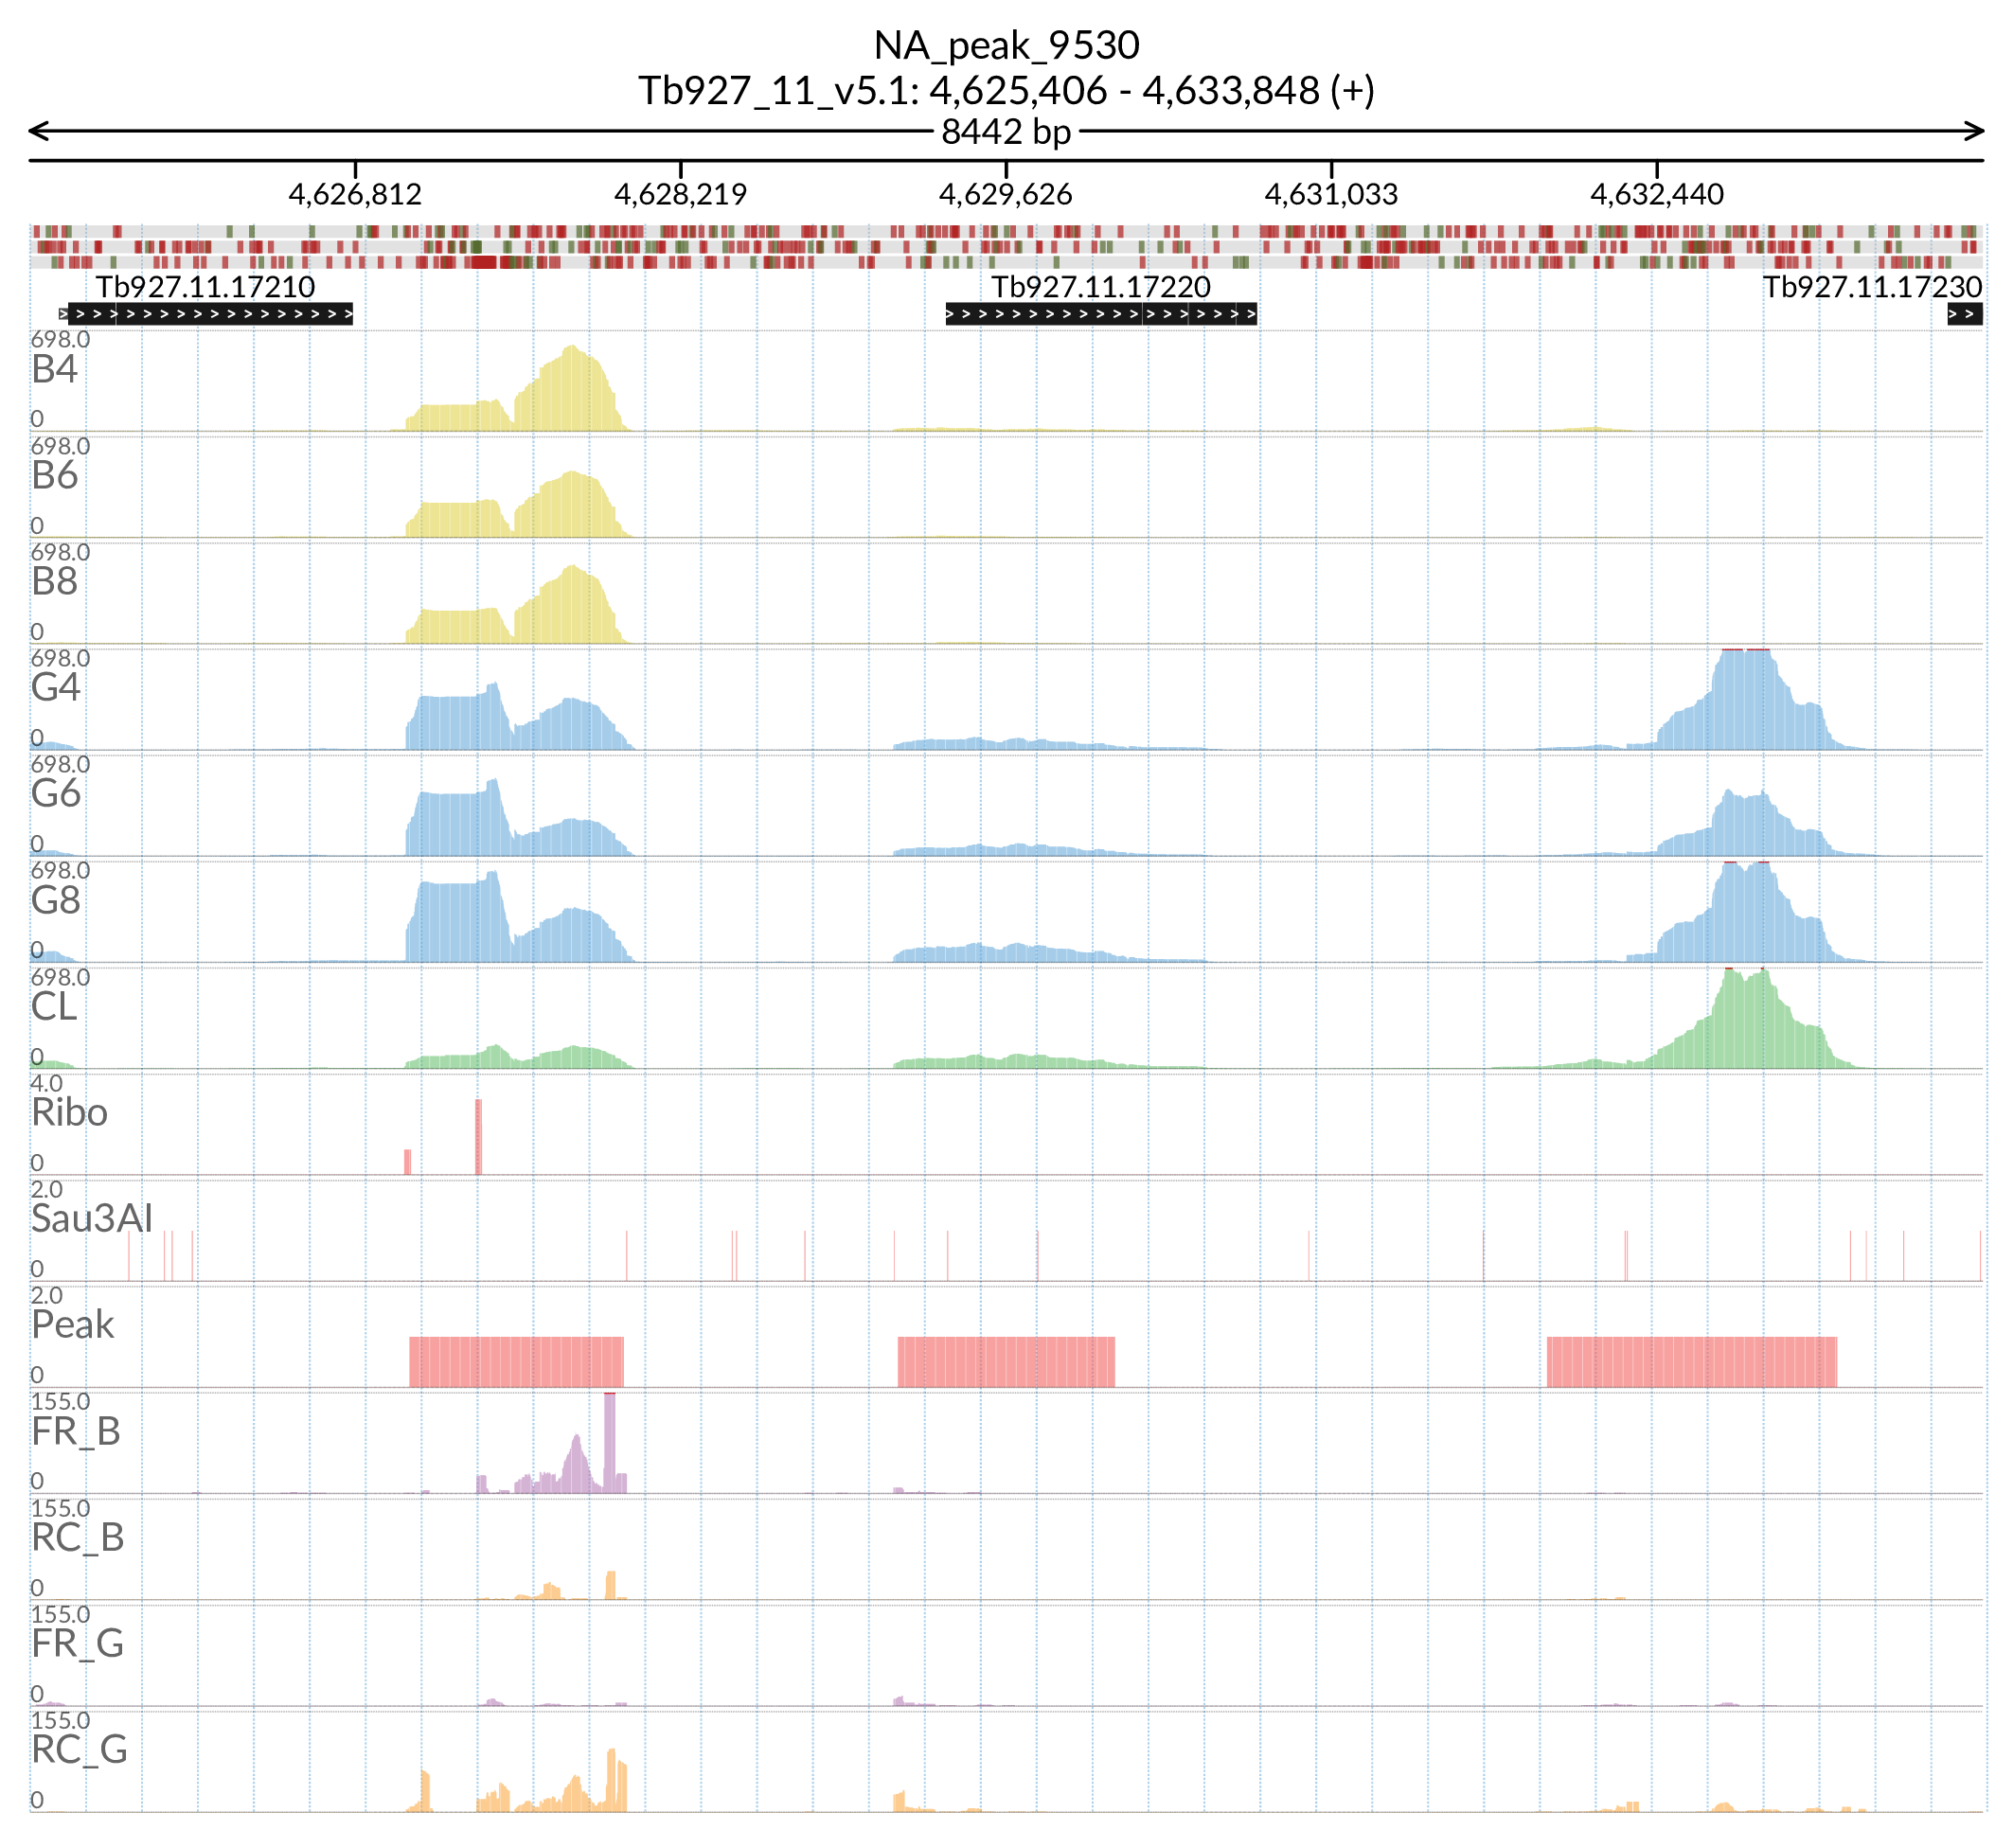 NA_peak_9530
Tb927_11_v5.1: 4,625,406 - 4,633,848 (+)
8442 bp
4,626,812 4,628,219 4,629,626 4,631,033 4,632,440
Tb927.11.17210 Tb927.11.17220 Tb927.11.17230
698.0
B4
0
698.0
B6
0
698.0
B8
0
698.0
G4
0
698.0
G6
0
698.0
G8
0
698.0
CL
0
4.0
Ribo
0
2.0
Sau3AI
0
2.0
Peak
0
155.0
FR_B
0
155.0
RC_B
0
155.0
FR_G
0
155.0
RC_G
0